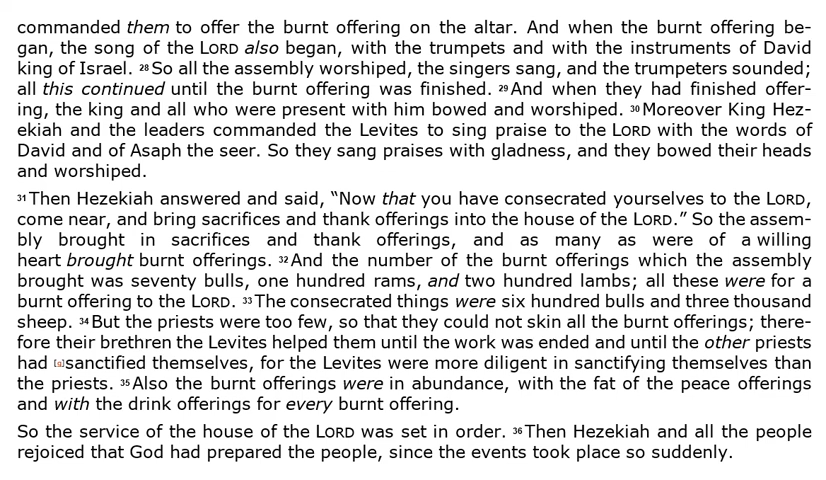 commanded them to offer the burnt offering on the altar. And when the burnt offering be-
gan, the song of the LORD also began, with the trumpets and with the instruments of David
king of Israel. 28 So all the assembly worshiped, the singers sang, and the trumpeters sounded;
all this continued until the burnt offering was finished. 29 And when they had finished offer-
ing, the king and all who were present with him bowed and worshiped. 30 Moreover King Hez-
ekiah and the leaders commanded the Levites to sing praise to the LORD with the words of
David and of Asaph the seer. So they sang praises with gladness, and they bowed their heads
and worshiped.
31 Then Hezekiah answered and said, “Now that you have consecrated yourselves to the LORD,
come near, and bring sacrifices and thank offerings into the house of the LORD.” So the assem-
bly brought in sacrifices and thank offerings, and as many as were of a willing
heart brought burnt offerings. 32 And the number of the burnt offerings which the assembly
brought was seventy bulls, one hundred rams, and two hundred lambs; all these were for a
burnt offering to the LORD. 33 The consecrated things were six hundred bulls and three thousand
sheep. 34 But the priests were too few, so that they could not skin all the burnt offerings; there-
fore their brethren the Levites helped them until the work was ended and until the other priests
had [g]sanctified themselves, for the Levites were more diligent in sanctifying themselves than
the priests. 35 Also the burnt offerings were in abundance, with the fat of the peace offerings
and with the drink offerings for every burnt offering.
So the service of the house of the LORD was set in order. 36 Then Hezekiah and all the people
rejoiced that God had prepared the people, since the events took place so suddenly.